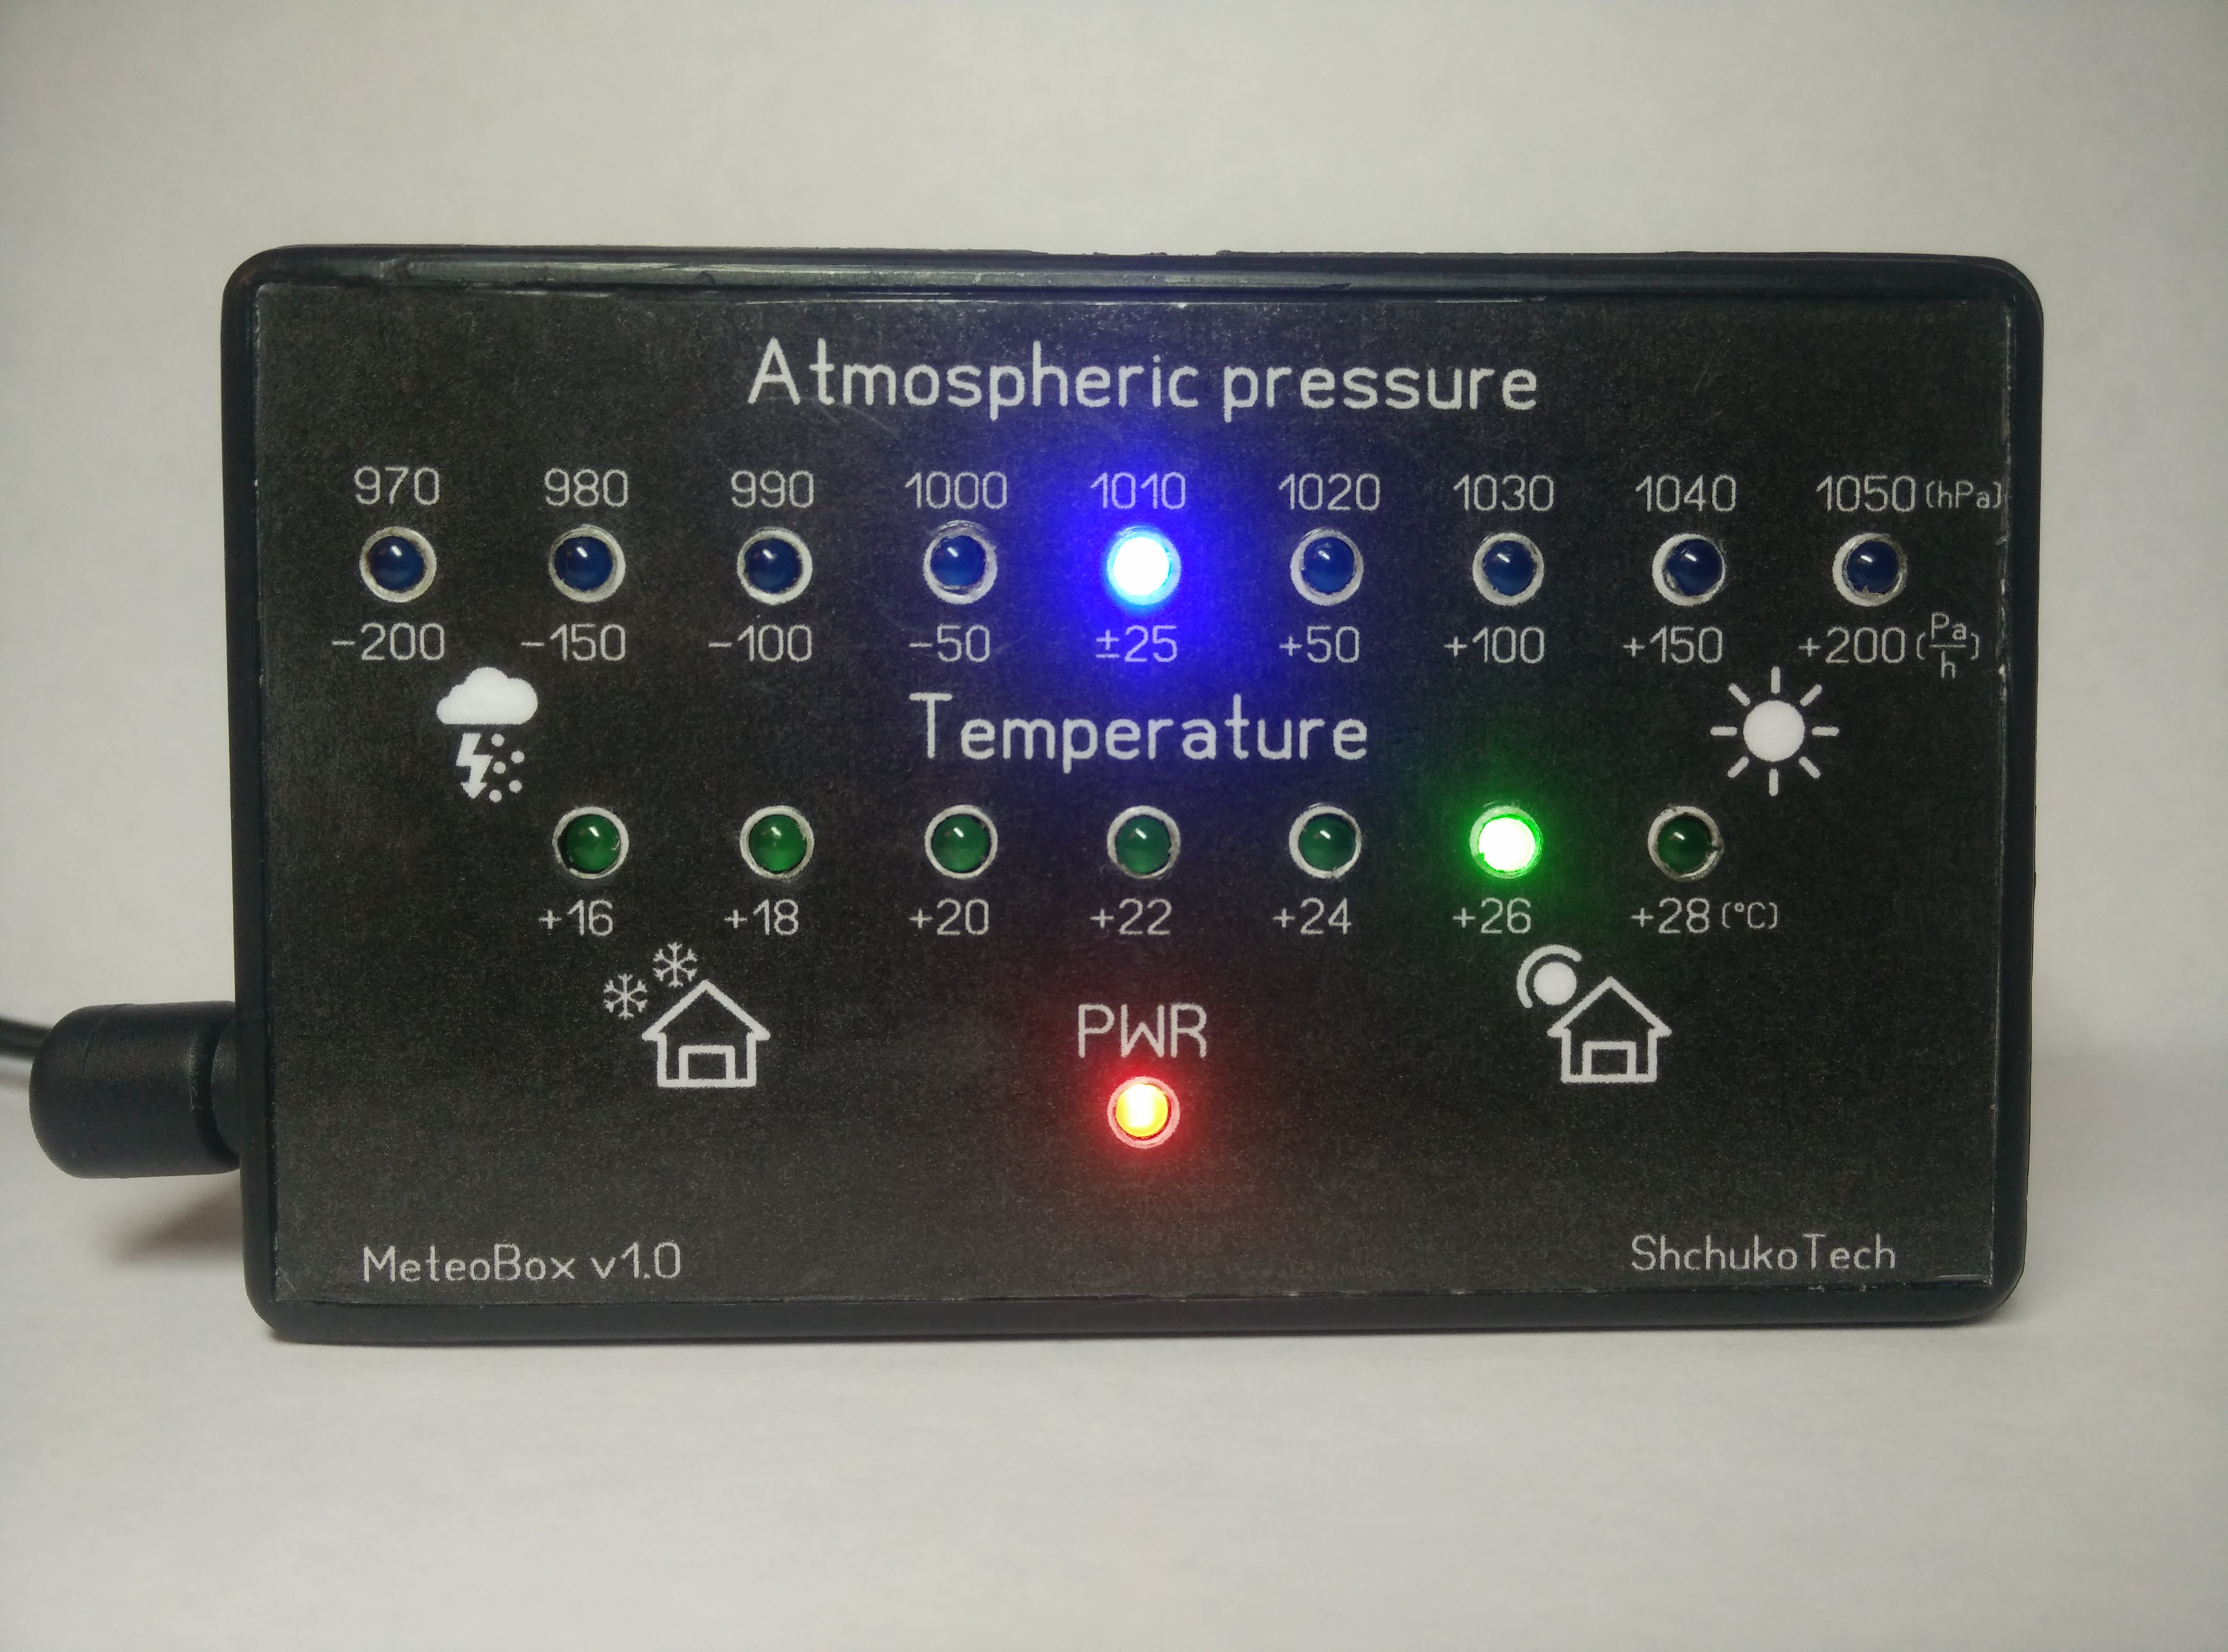 Atmospheric pressure
970 980 990 1000 1010 1020 1030 1040 1050 (hPa)
-200 -150 -100 -50 ±25 +50 +100 +150 +200 (Pa/h)
Temperature
+16 +18 +20 +22 +24 +26 +28 (°C)
PWR
MeteoBox v1.0 ShchukoTech